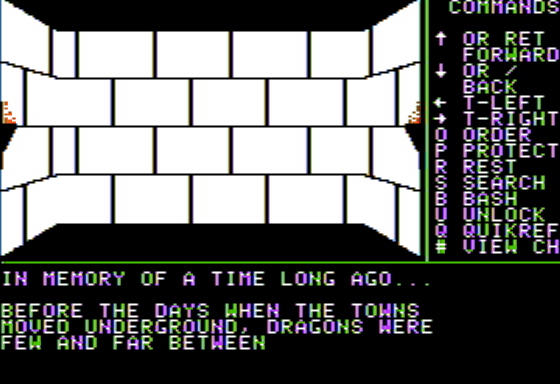 COMMANDS
↑ OR RET
FORWARD
↓ OR /
BACK
← T-LEFT
→ T-RIGHT
O ORDER
P PROTECT
R REST
S SEARCH
B BASH
U UNLOCK
Q QUIKREF
# VIEW CH
IN MEMORY OF A TIME LONG AGO...
BEFORE THE DAYS WHEN THE TOWNS
MOVED UNDERGROUND, DRAGONS WERE
FEW AND FAR BETWEEN